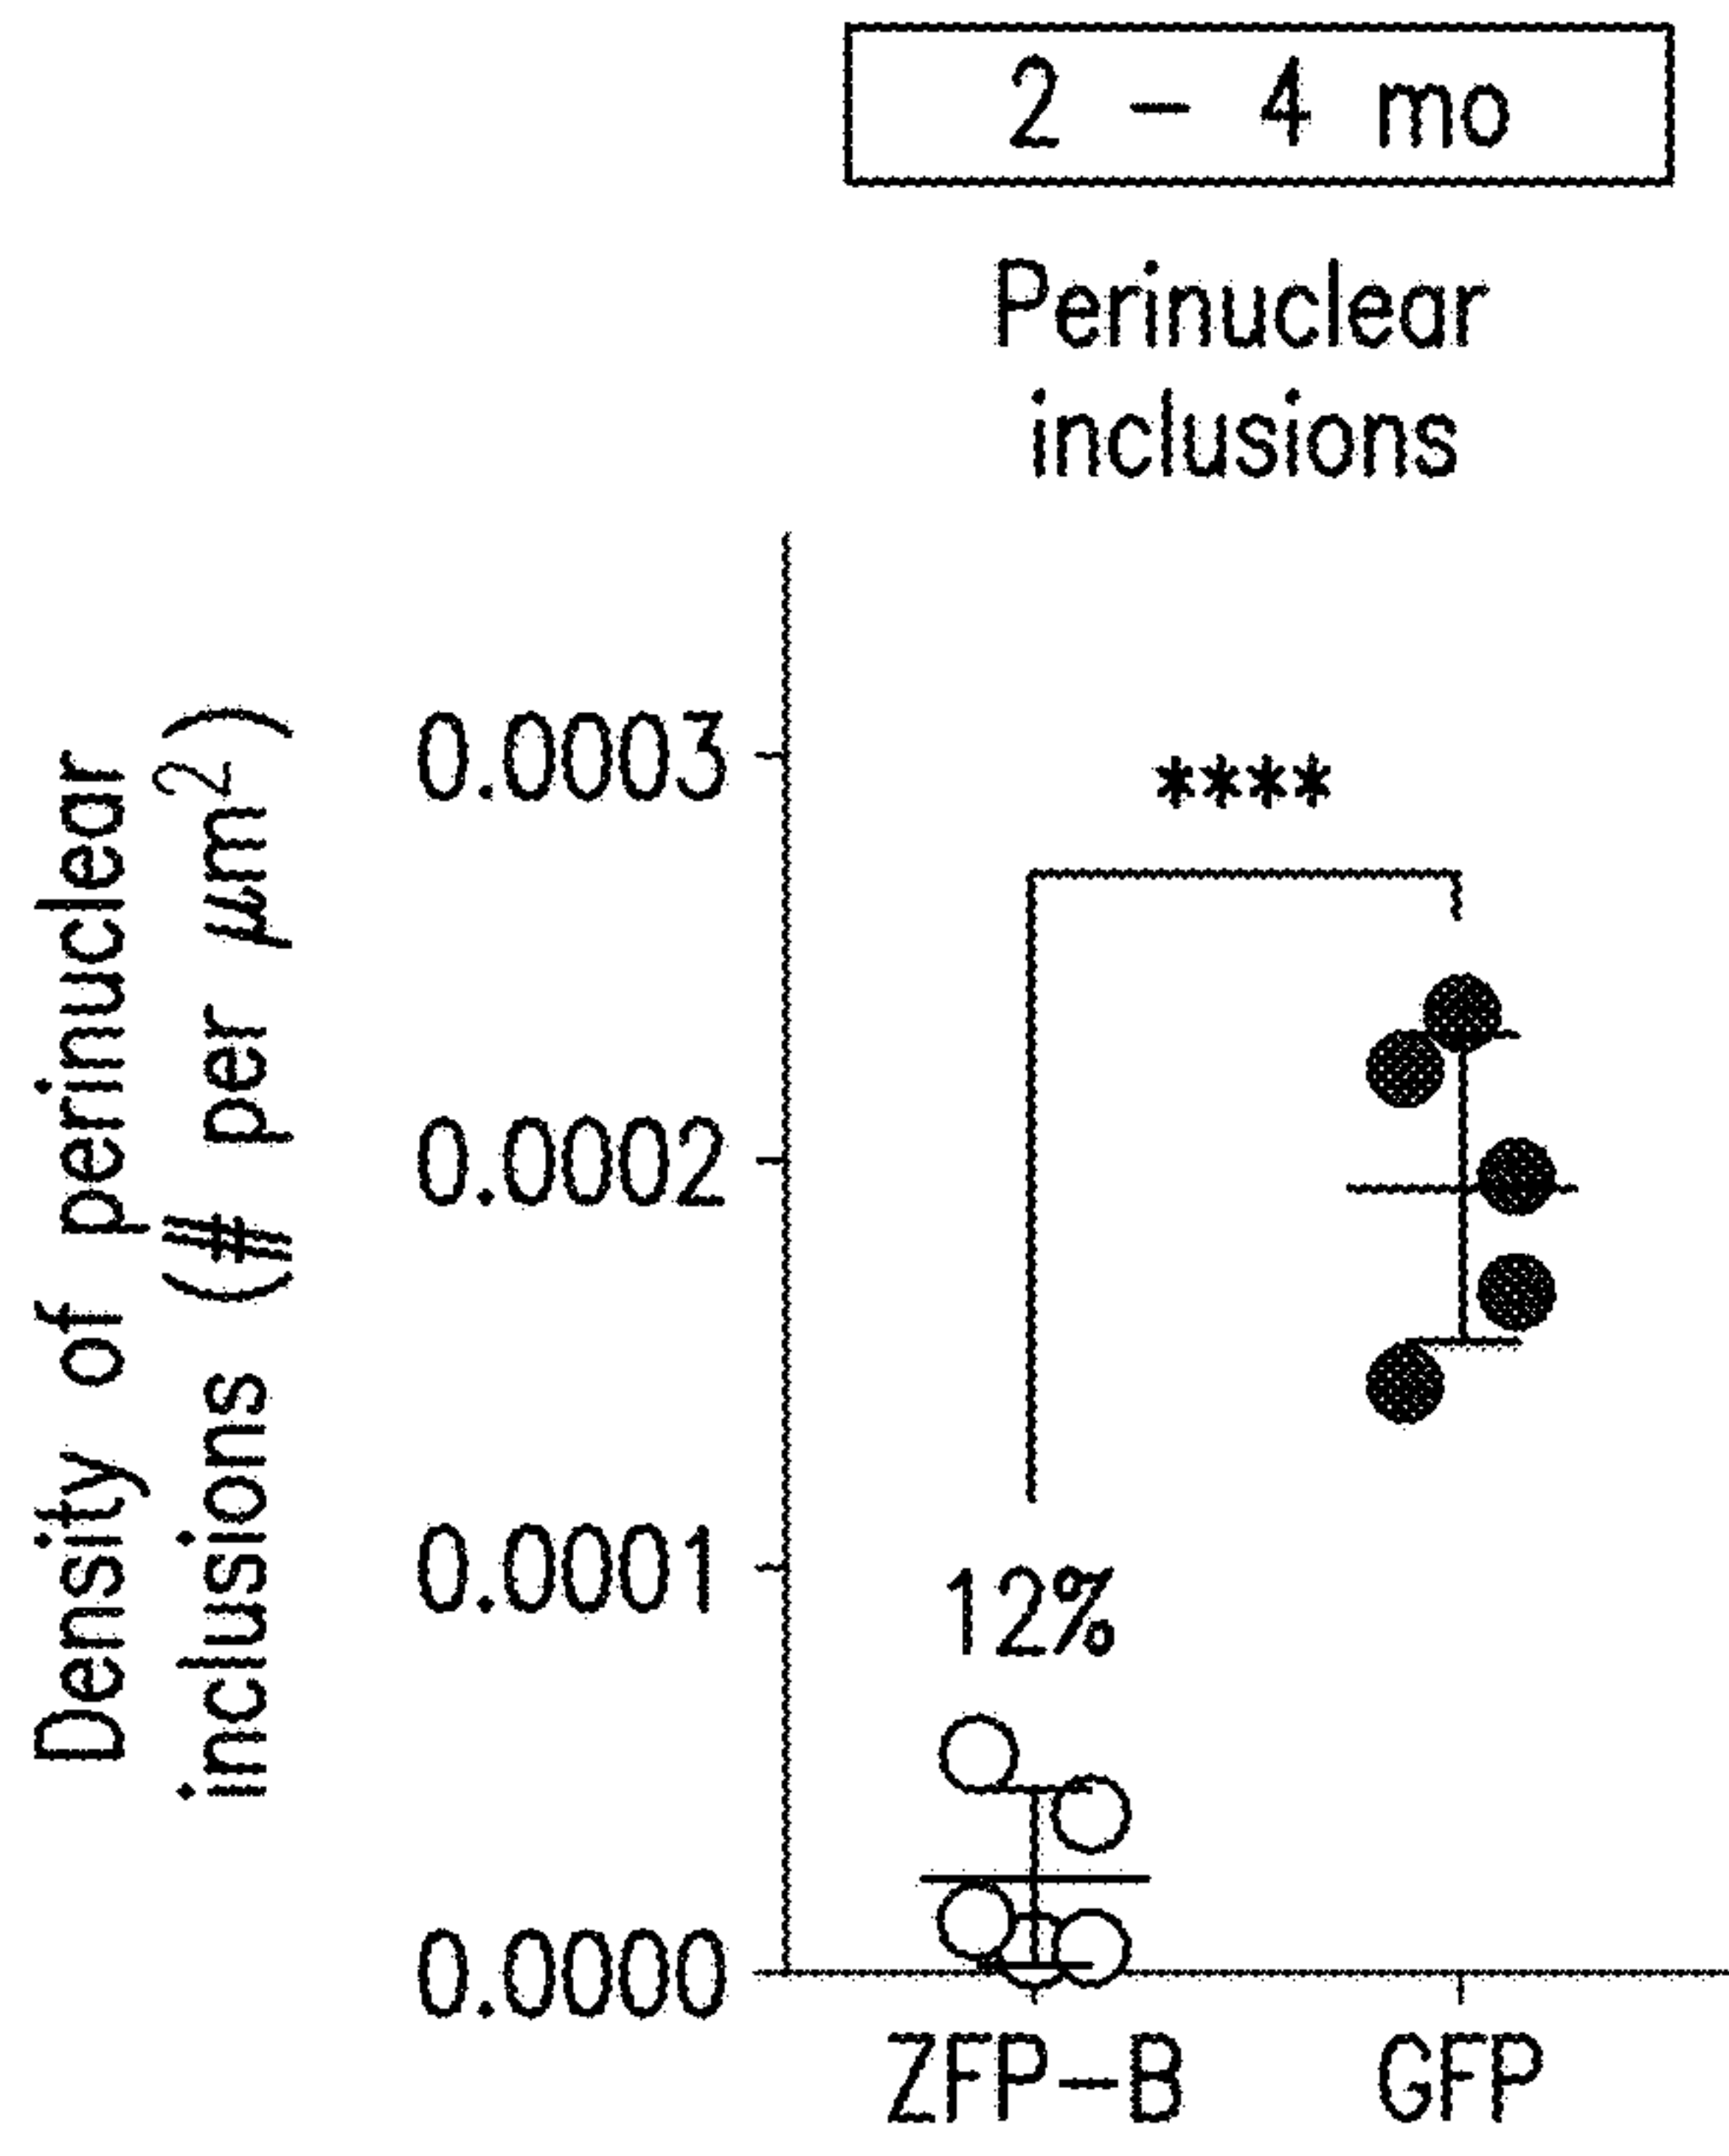 2 – 4 mo
Perinuclear
inclusions
Density of perinuclear
inclusions (# per μm²)
0.0003
0.0002
0.0001
0.0000
****
12%
ZFP–B
GFP